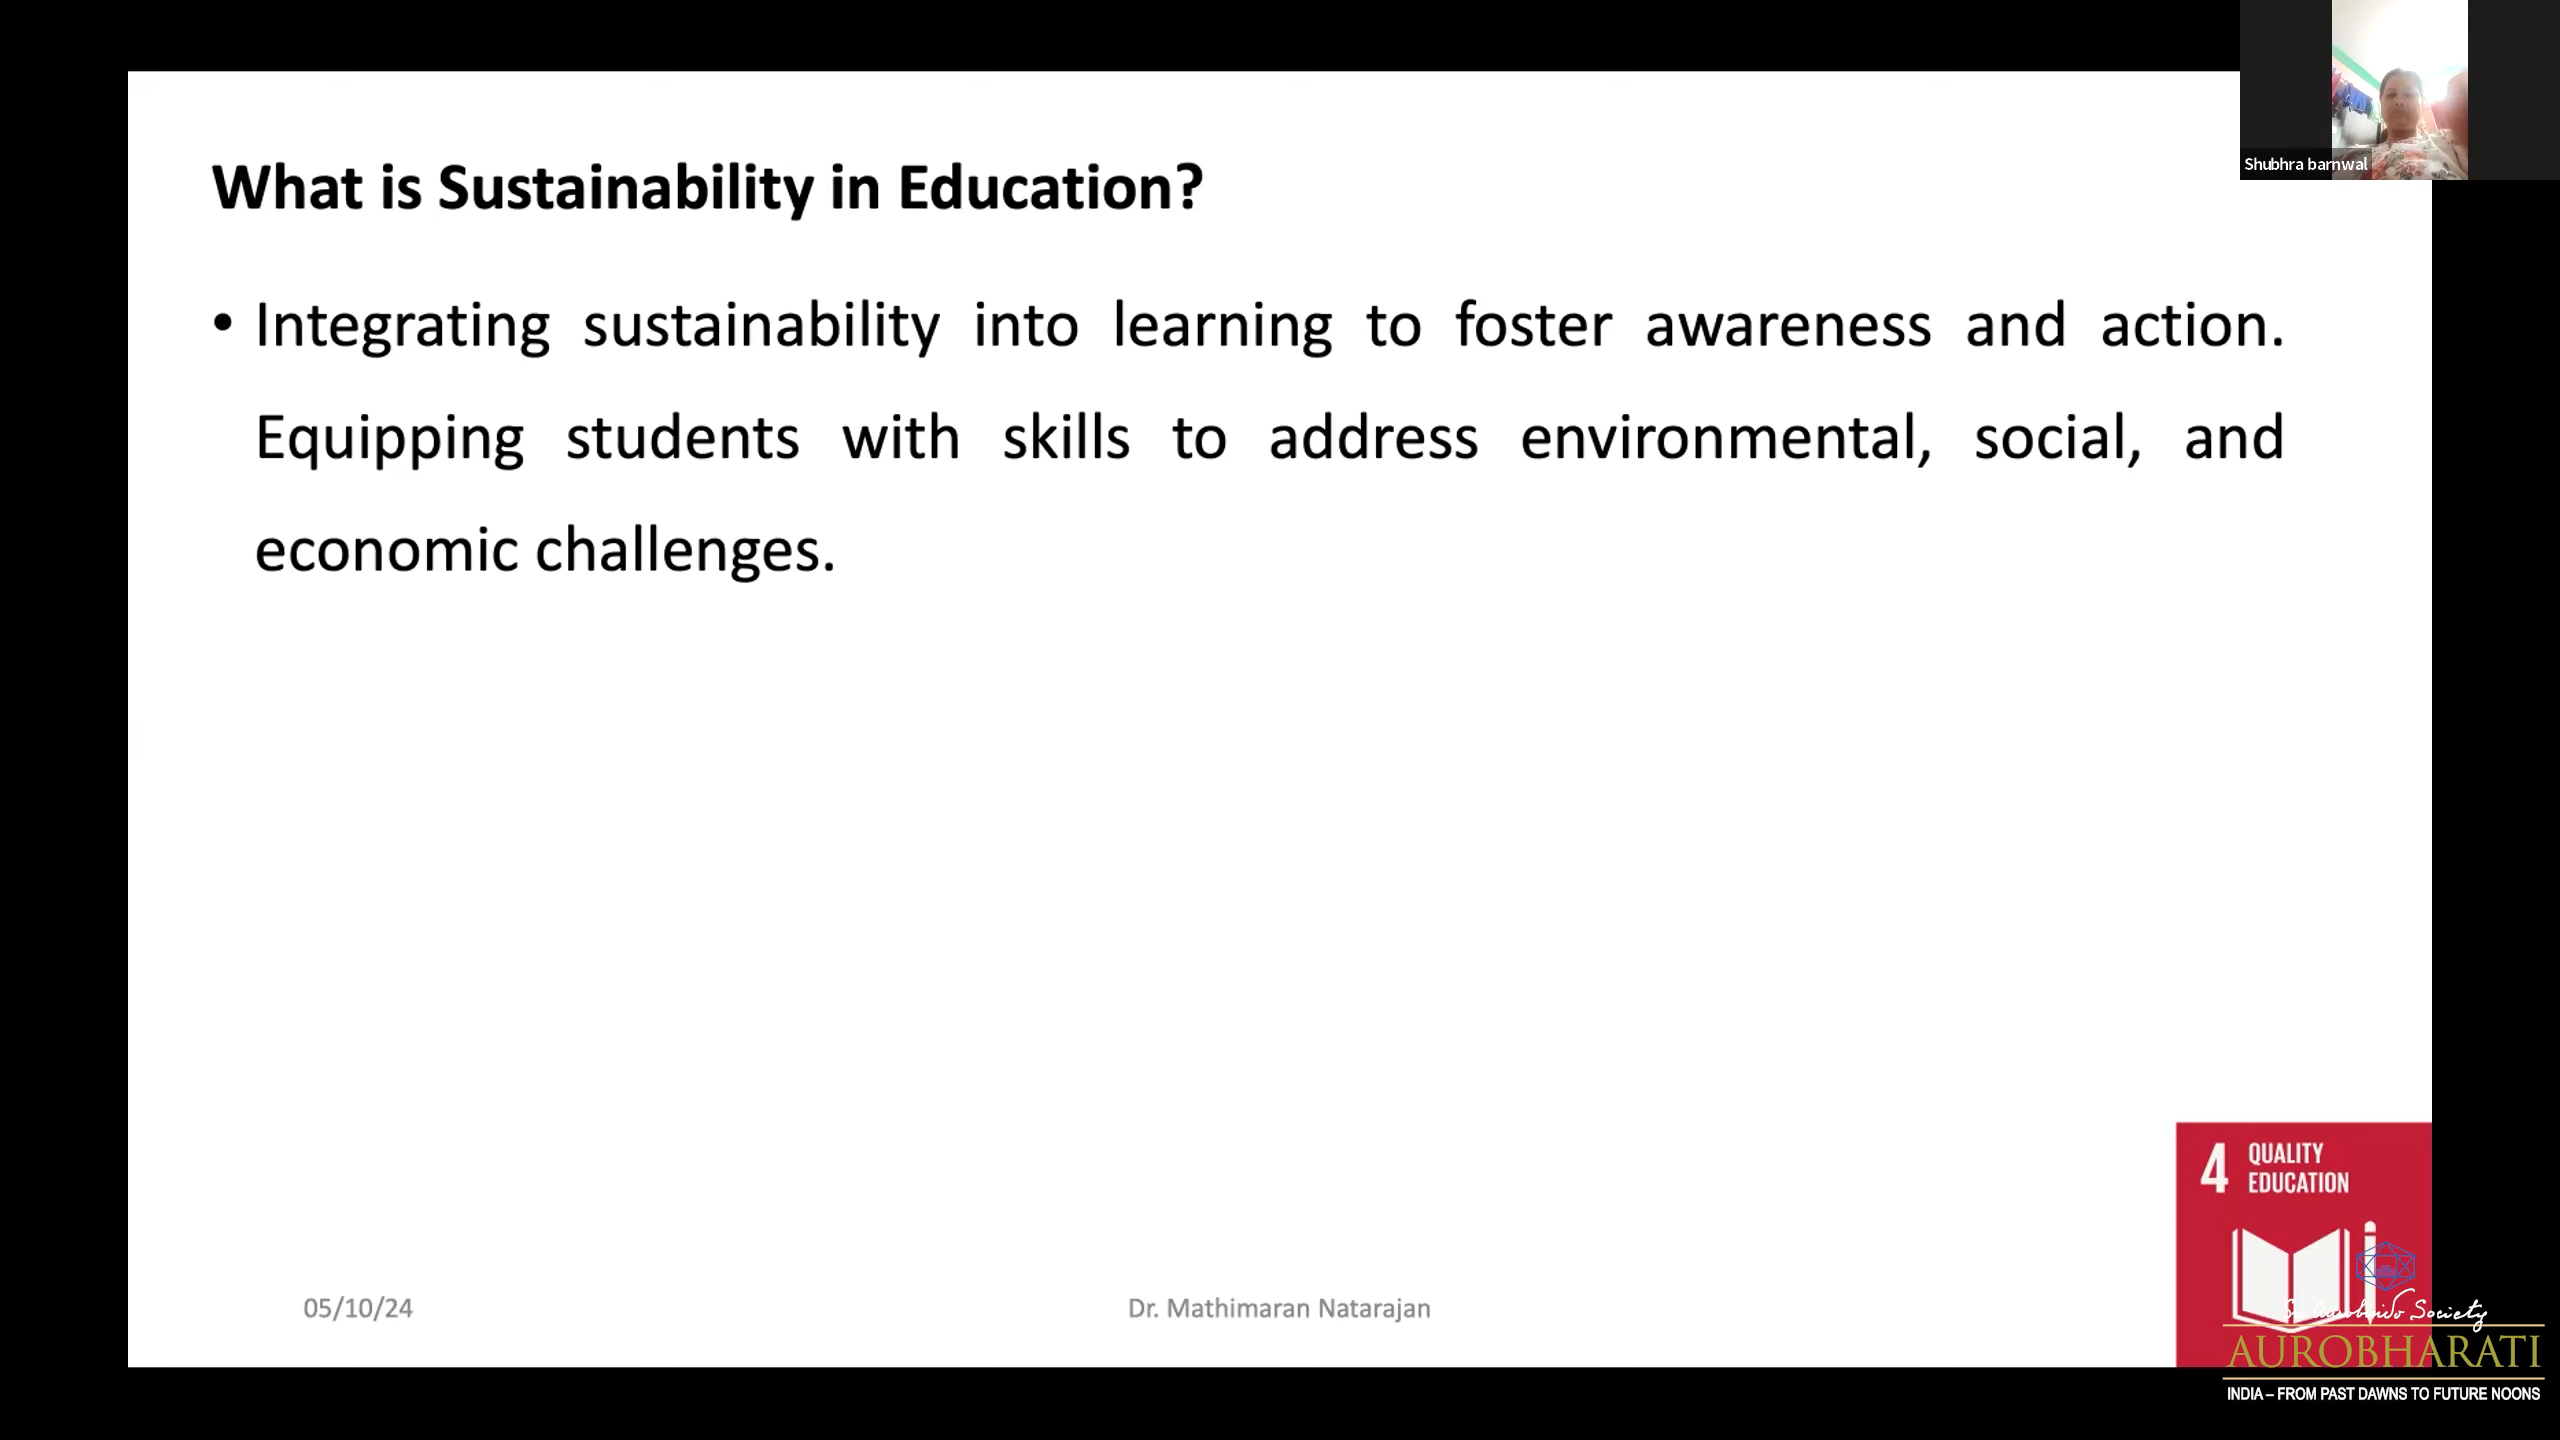 Shubhra barnwal
What is Sustainability in Education?
• Integrating sustainability into learning to foster awareness and action.
Equipping students with skills to address environmental, social, and
economic challenges.
4 QUALITY
EDUCATION
05/10/24
Dr. Mathimaran Natarajan
Society
AUROBHARATI
INDIA – FROM PAST DAWNS TO FUTURE NOONS